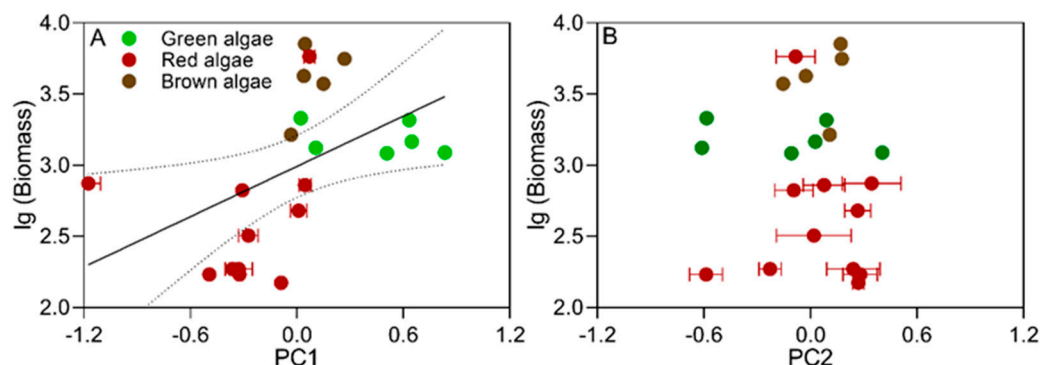 A
Green algae
Red algae
Brown algae
lg (Biomass)
4.0
3.5
3.0
2.5
2.0
-1.2
-0.6
0.0
0.6
1.2
PC1
B
lg (Biomass)
4.0
3.5
3.0
2.5
2.0
-1.2
-0.6
0.0
0.6
1.2
PC2